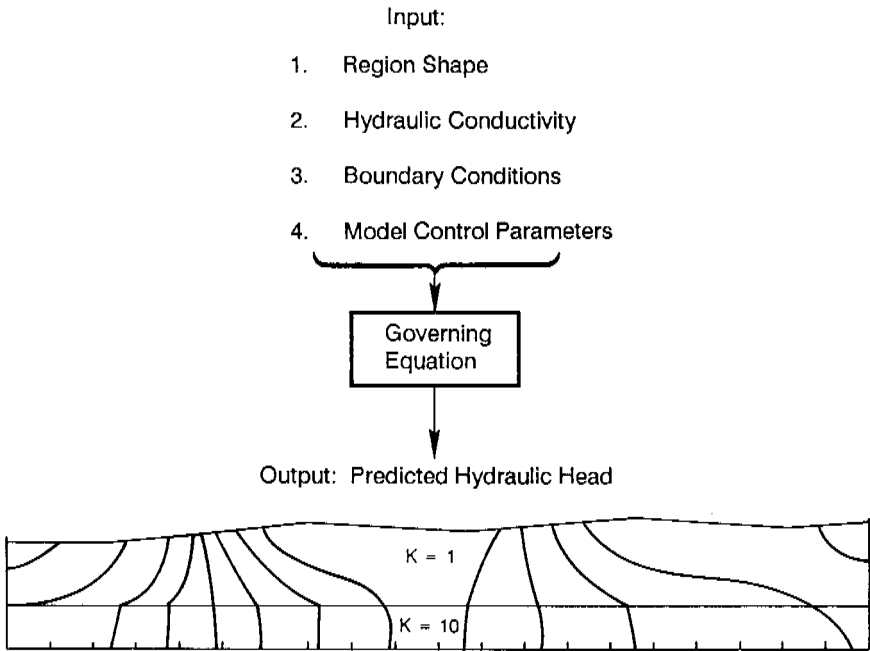 Input:
1. Region Shape
2. Hydraulic Conductivity
3. Boundary Conditions
4. Model Control Parameters
Governing
Equation
Output: Predicted Hydraulic Head
K = 1
K = 10